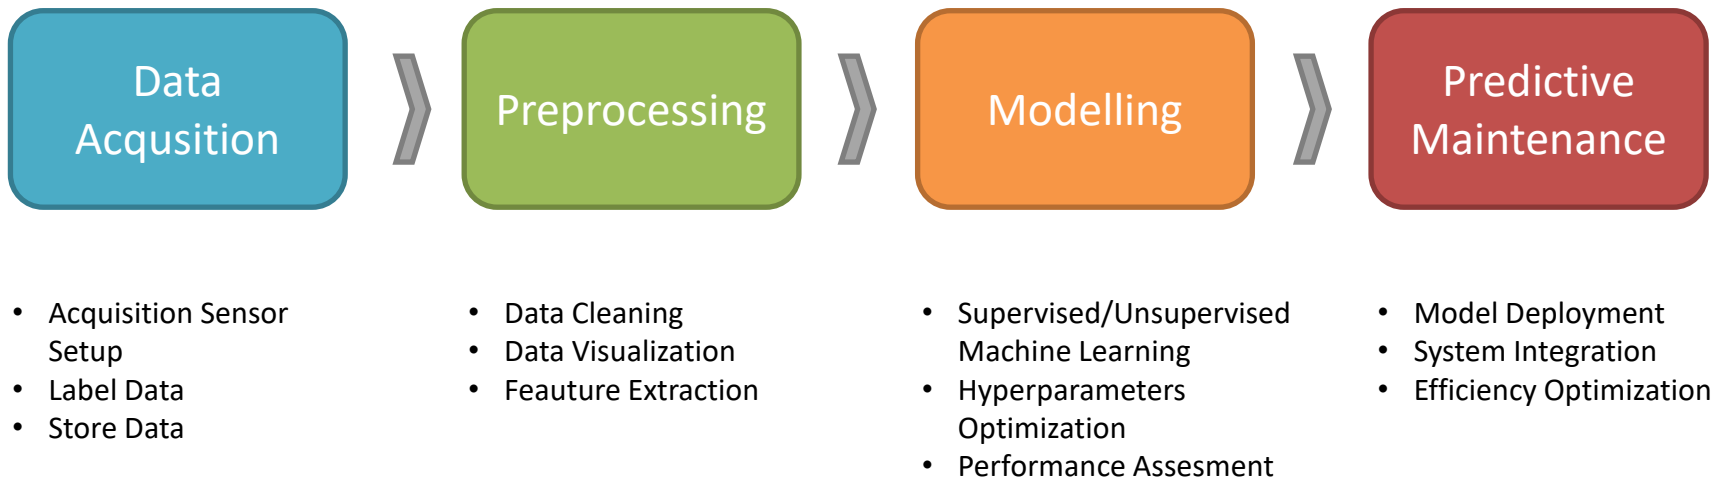 Data
Acqusition
Preprocessing
Modelling
Predictive
Maintenance
• Acquisition Sensor
Setup
• Label Data
• Store Data
• Data Cleaning
• Data Visualization
• Feauture Extraction
• Supervised/Unsupervised
Machine Learning
• Hyperparameters
Optimization
• Performance Assesment
• Model Deployment
• System Integration
• Efficiency Optimization